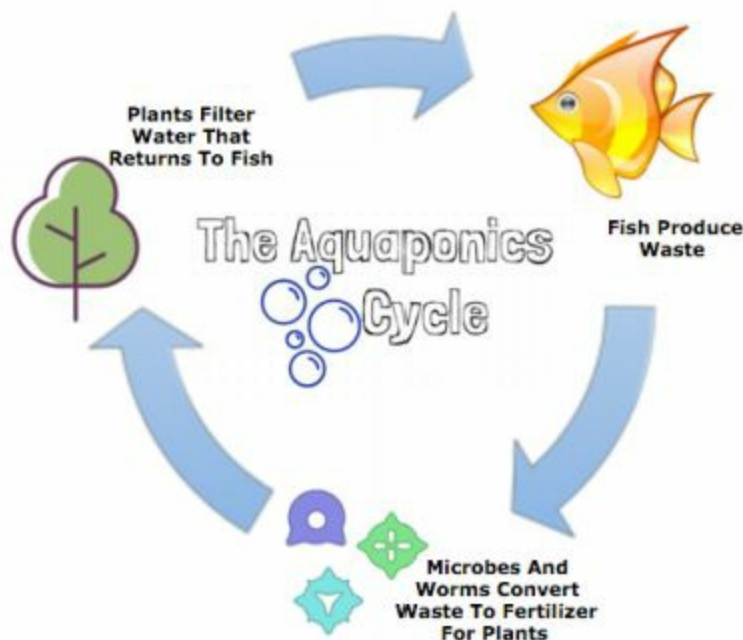 Plants Filter
Water That
Returns To Fish
Fish Produce
Waste
The Aquaponics
Cycle
Microbes And
Worms Convert
Waste To Fertilizer
For Plants